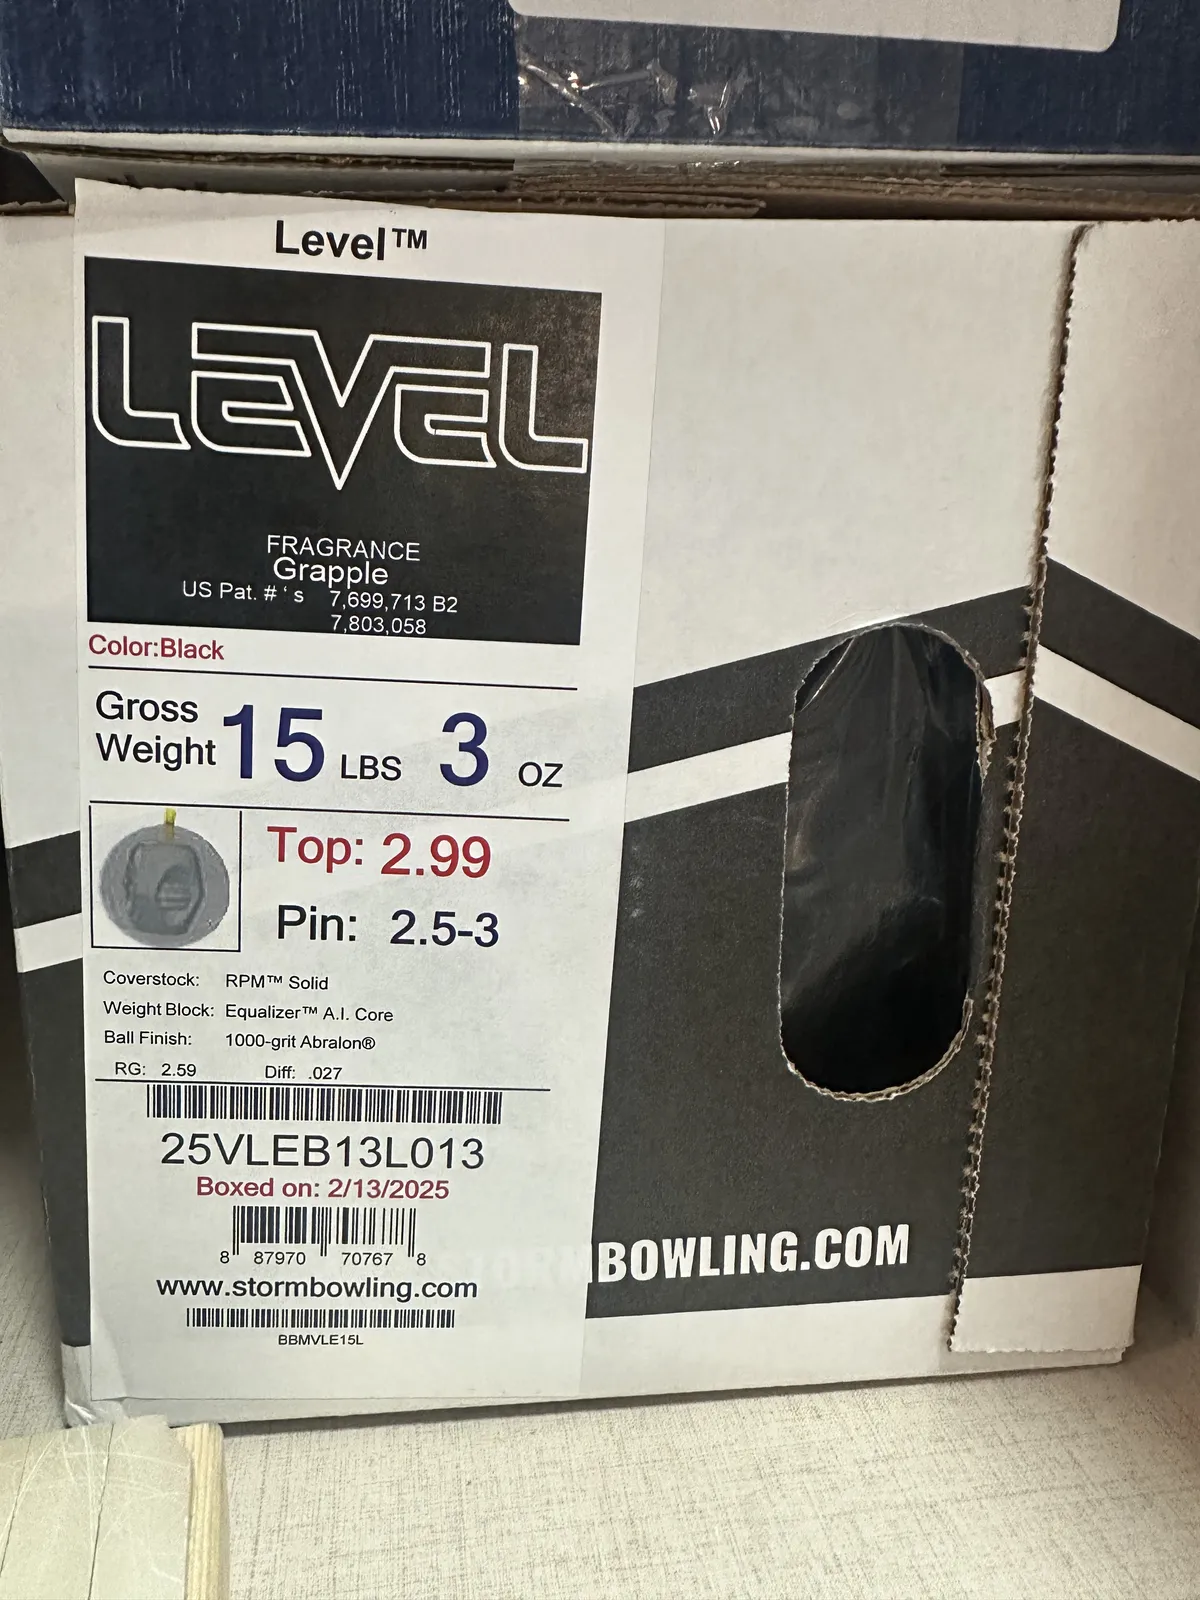 Level™
LEVEL
FRAGRANCE
Grapple
US Pat. # ' s 7,699,713 B2
7,803,058
Color:Black
Gross Weight 15 LBS 3 OZ
Top: 2.99
Pin: 2.5-3
Coverstock: RPM™ Solid
Weight Block: Equalizer™ A.I. Core
Ball Finish: 1000-grit Abralon®
RG: 2.59 Diff: .027
25VLEB13L013
Boxed on: 2/13/2025
8 87970 70767 8
www.stormbowling.com
BBMVLE15L
STORMBOWLING.COM